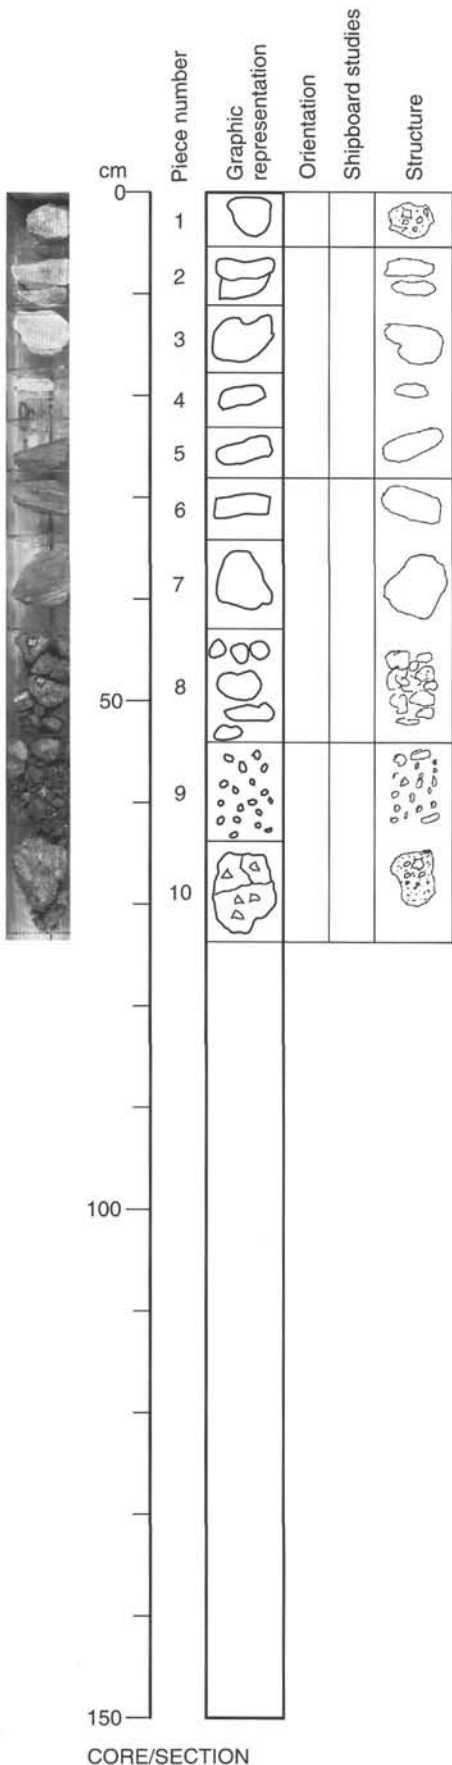 cm
Piece number
Graphic
representation
Orientation
Shipboard studies
Structure
0
1
2
3
4
5
6
7
50
8
9
10
100
150
CORE/SECTION